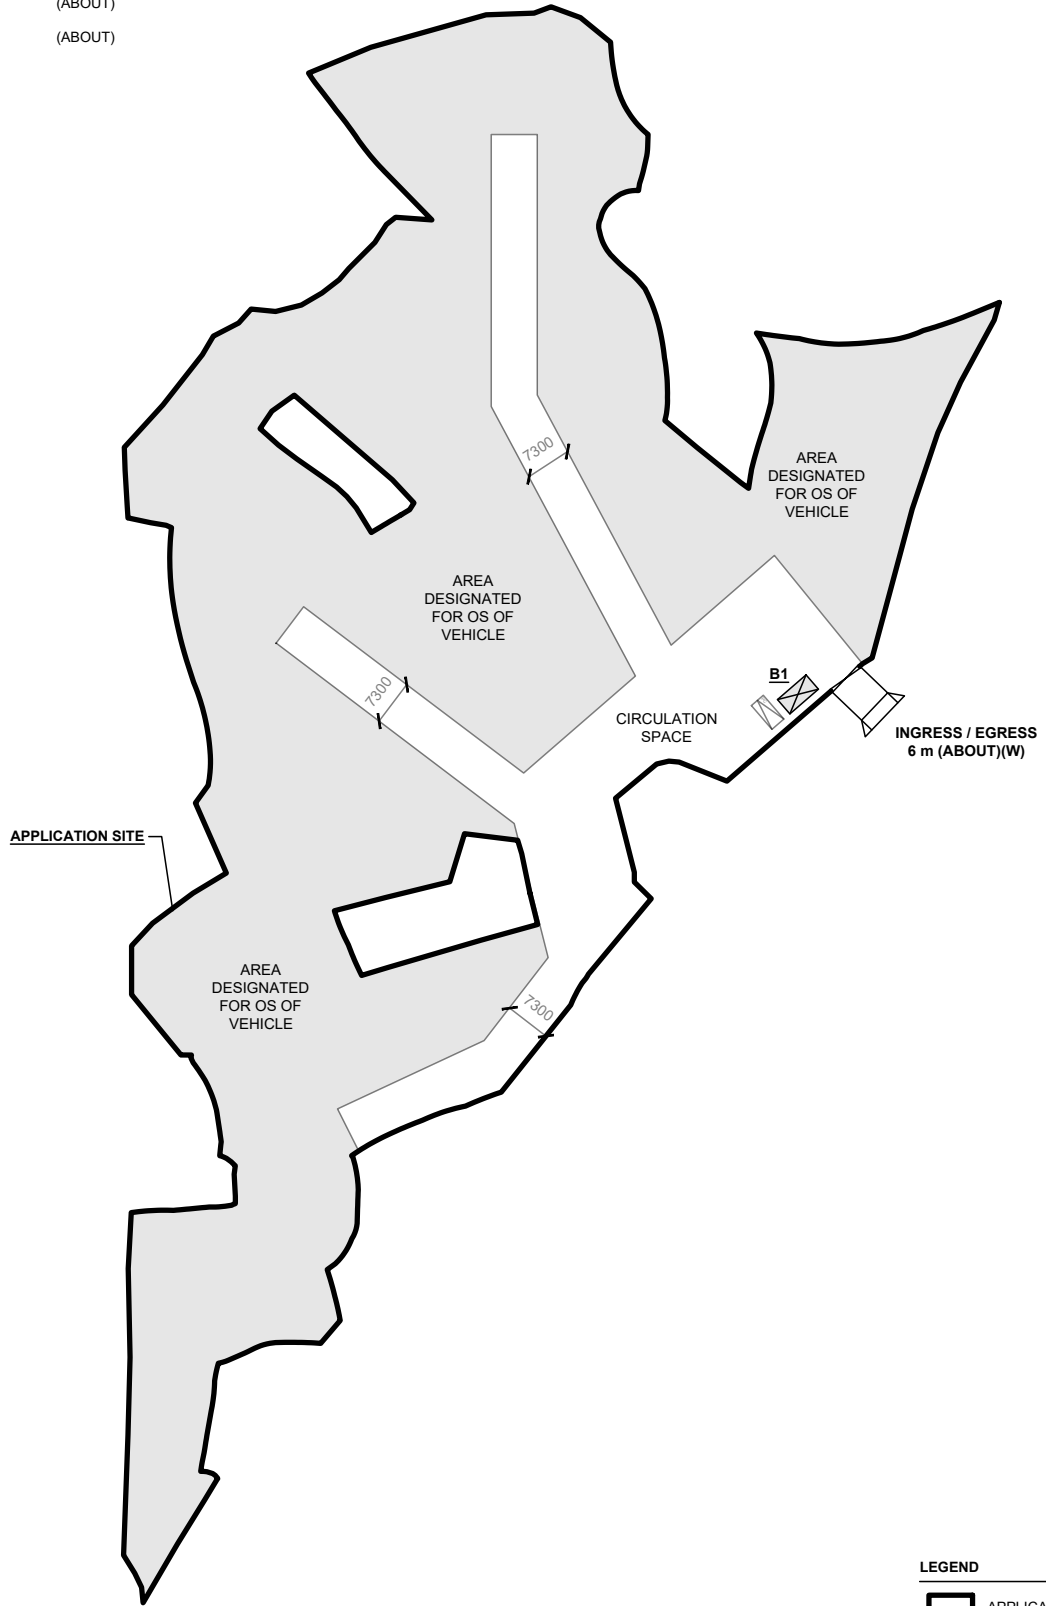 (ABOUT)
(ABOUT)
7300
AREA
DESIGNATED
FOR OS OF
VEHICLE
AREA
DESIGNATED
FOR OS OF
VEHICLE
7300
B1
CIRCULATION
SPACE
INGRESS / EGRESS
6 m (ABOUT)(W)
APPLICATION SITE
AREA
DESIGNATED
FOR OS OF
VEHICLE
7300
LEGEND